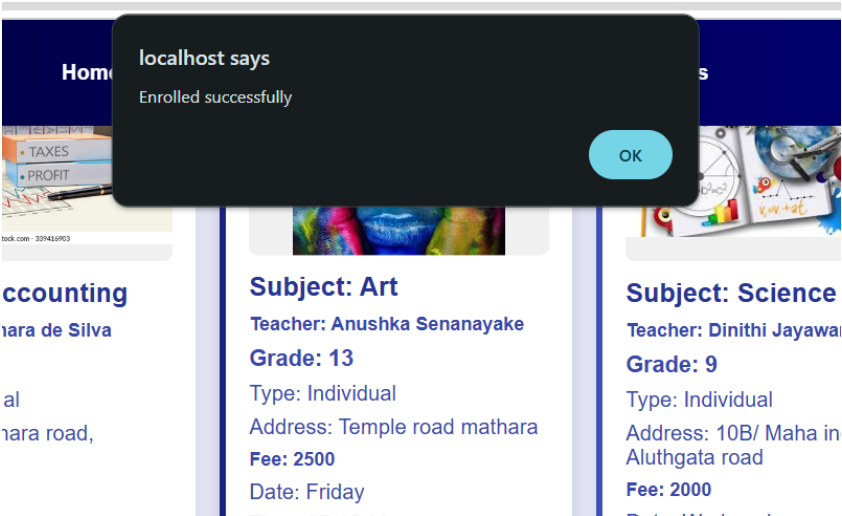 localhost says
Enrolled successfully
OK
Home
s
TAXES
PROFIT
tock.com - 339416903
ccounting
nara de Silva
al
nara road,
Subject: Art
Teacher: Anushka Senanayake
Grade: 13
Type: Individual
Address: Temple road mathara
Fee: 2500
Date: Friday
Subject: Science
Teacher: Dinithi Jayawar
Grade: 9
Type: Individual
Address: 10B/ Maha in
Aluthgata road
Fee: 2000